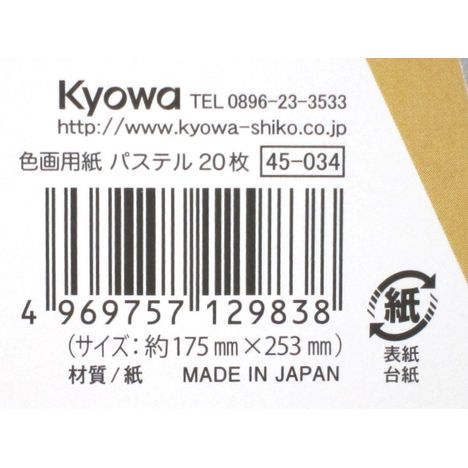 Kyowa TEL 0896-23-3533
http://www.kyowa-shiko.co.jp
色画用紙 パステル 20枚 45-034
4 969757 129838
(サイズ:約175㎜×253㎜)
材質/紙 MADE IN JAPAN
紙
表紙
台紙